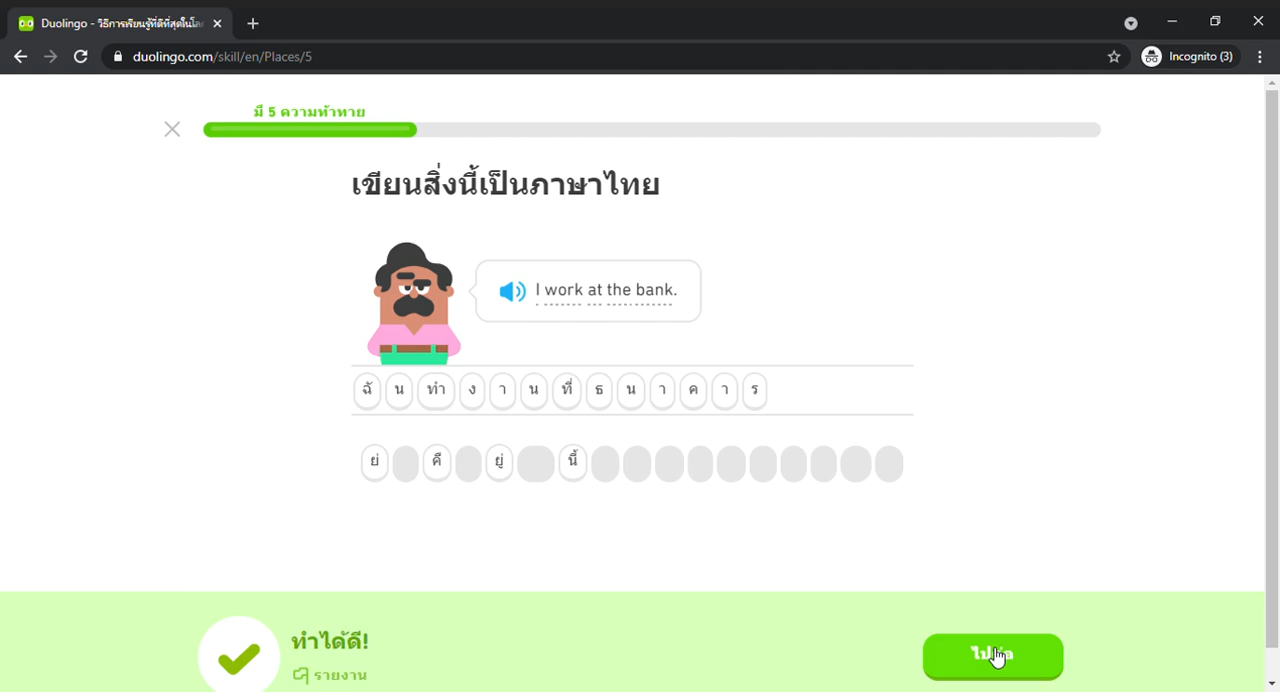 Duolingo - วิธีการเรียนรู้ที่ดีที่สุดในโล
duolingo.com/skill/en/Places/5
Incognito (3)
มี 5 ความท้าทาย
เขียนสิ่งนี้เป็นภาษาไทย
I work at the bank.
ฉั น ทำ ง า น ที่ ธ น า ค า ร
ย่ คื ยู่ นี้
ทำได้ดี!
รายงาน